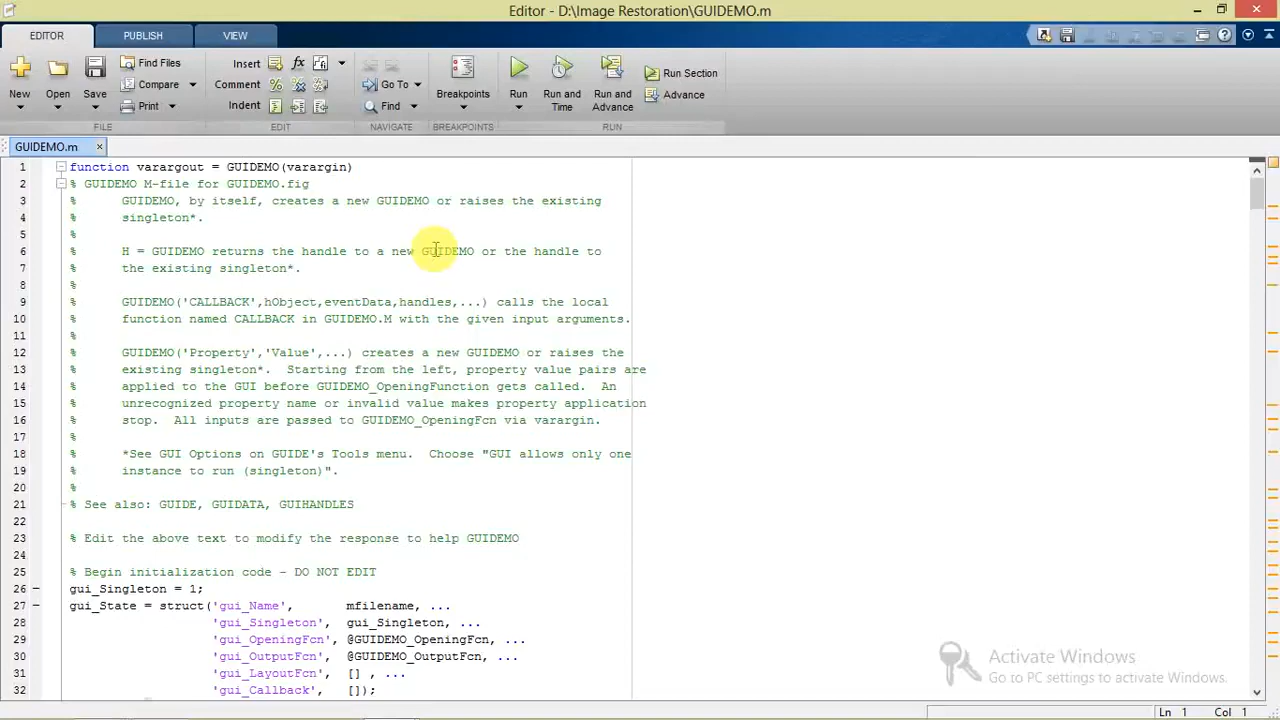 Editor - D:\Image Restoration\GUIDEMO.m
EDITOR PUBLISH VIEW
New Open Save Find Files Compare Print
FILE
Insert fx
Comment
Indent
EDIT
Go To
Find
NAVIGATE
Breakpoints
BREAKPOINTS
Run Run and Time Run and Advance Run Section Advance
RUN
GUIDEMO.m
1 function varargout = GUIDEMO(varargin)
2 % GUIDEMO M-file for GUIDEMO.fig
3 % GUIDEMO, by itself, creates a new GUIDEMO or raises the existing
4 % singleton*.
5 %
6 % H = GUIDEMO returns the handle to a new GUIDEMO or the handle to
7 % the existing singleton*.
8 %
9 % GUIDEMO('CALLBACK',hObject,eventData,handles,...) calls the local
10 % function named CALLBACK in GUIDEMO.M with the given input arguments.
11 %
12 % GUIDEMO('Property','Value',...) creates a new GUIDEMO or raises the
13 % existing singleton*. Starting from the left, property value pairs are
14 % applied to the GUI before GUIDEMO_OpeningFunction gets called. An
15 % unrecognized property name or invalid value makes property application
16 % stop. All inputs are passed to GUIDEMO_OpeningFcn via varargin.
17 %
18 % *See GUI Options on GUIDE's Tools menu. Choose "GUI allows only one
19 % instance to run (singleton)".
20 %
21 % See also: GUIDE, GUIDATA, GUIHANDLES
22
23 % Edit the above text to modify the response to help GUIDEMO
24
25 % Begin initialization code - DO NOT EDIT
26 gui_Singleton = 1;
27 gui_State = struct('gui_Name', mfilename, ...
28 'gui_Singleton', gui_Singleton, ...
29 'gui_OpeningFcn', @GUIDEMO_OpeningFcn, ...
30 'gui_OutputFcn', @GUIDEMO_OutputFcn, ...
31 'gui_LayoutFcn', [] , ...
32 'gui_Callback', []);
Activate Windows
Go to PC settings to activate Windows.
Ln 1 Col 1